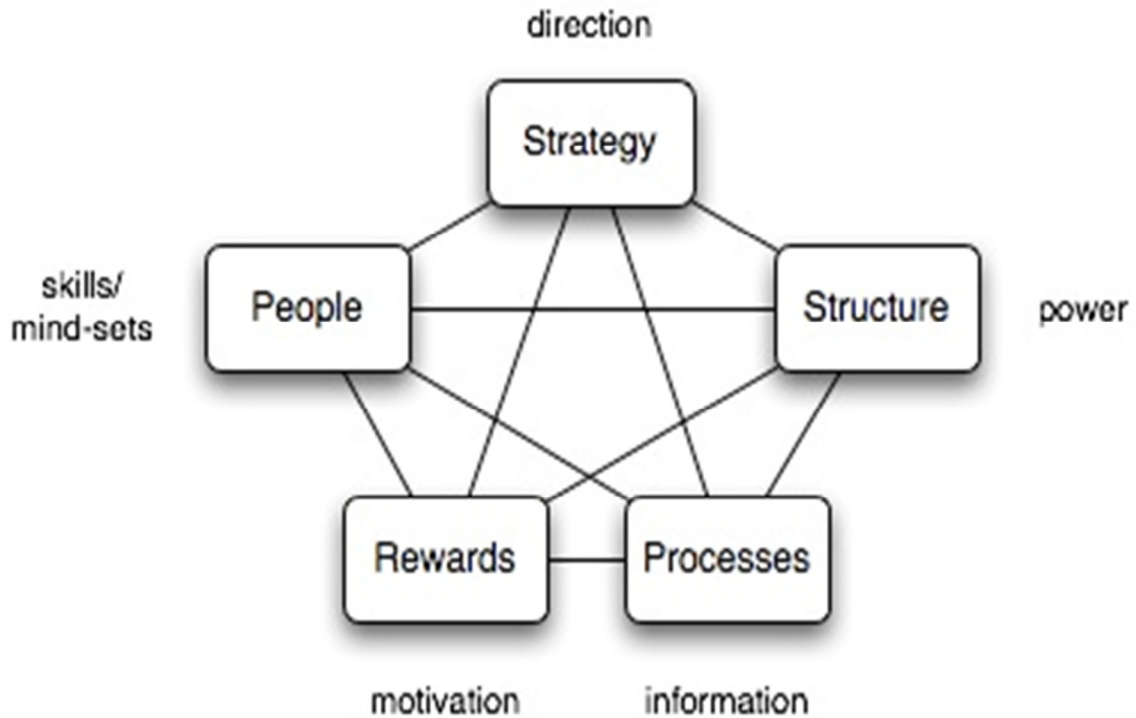 direction
Strategy
skills/
mind-sets
People
Structure
power
Rewards
Processes
motivation
information